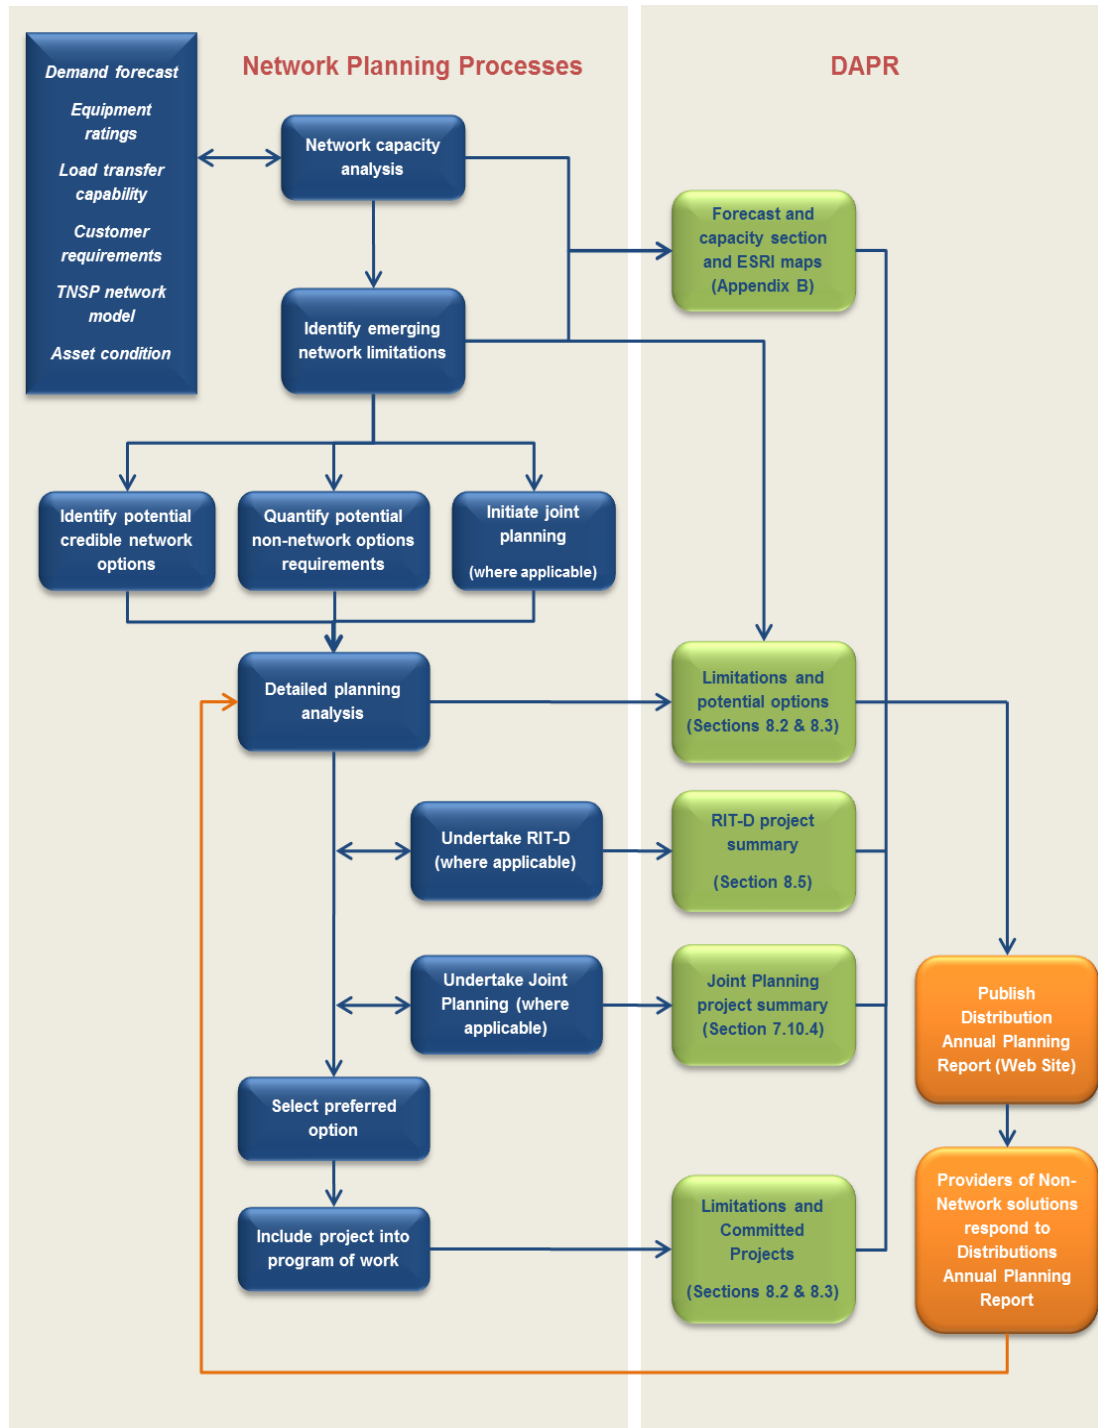 Network Planning Processes
DAPR
Demand forecast
Equipment
ratings
Load transfer
capability
Customer
requirements
TNSP network
model
Asset condition
Network capacity
analysis
Forecast and
capacity section
and ESRI maps
(Appendix B)
Identify emerging
network limitations
Identify potential
credible network
options
Quantify potential
non-network options
requirements
Initiate joint
planning
(where applicable)
Detailed planning
analysis
Limitations and
potential options
(Sections 8.2 & 8.3)
Undertake RIT-D
(where applicable)
RIT-D project
summary
(Section 8.5)
Undertake Joint
Planning (where
applicable)
Joint Planning
project summary
(Section 7.10.4)
Publish
Distribution
Annual Planning
Report (Web Site)
Select preferred
option
Include project into
program of work
Limitations and
Committed
Projects
(Sections 8.2 & 8.3)
Providers of Non-
Network solutions
respond to
Distributions
Annual Planning
Report